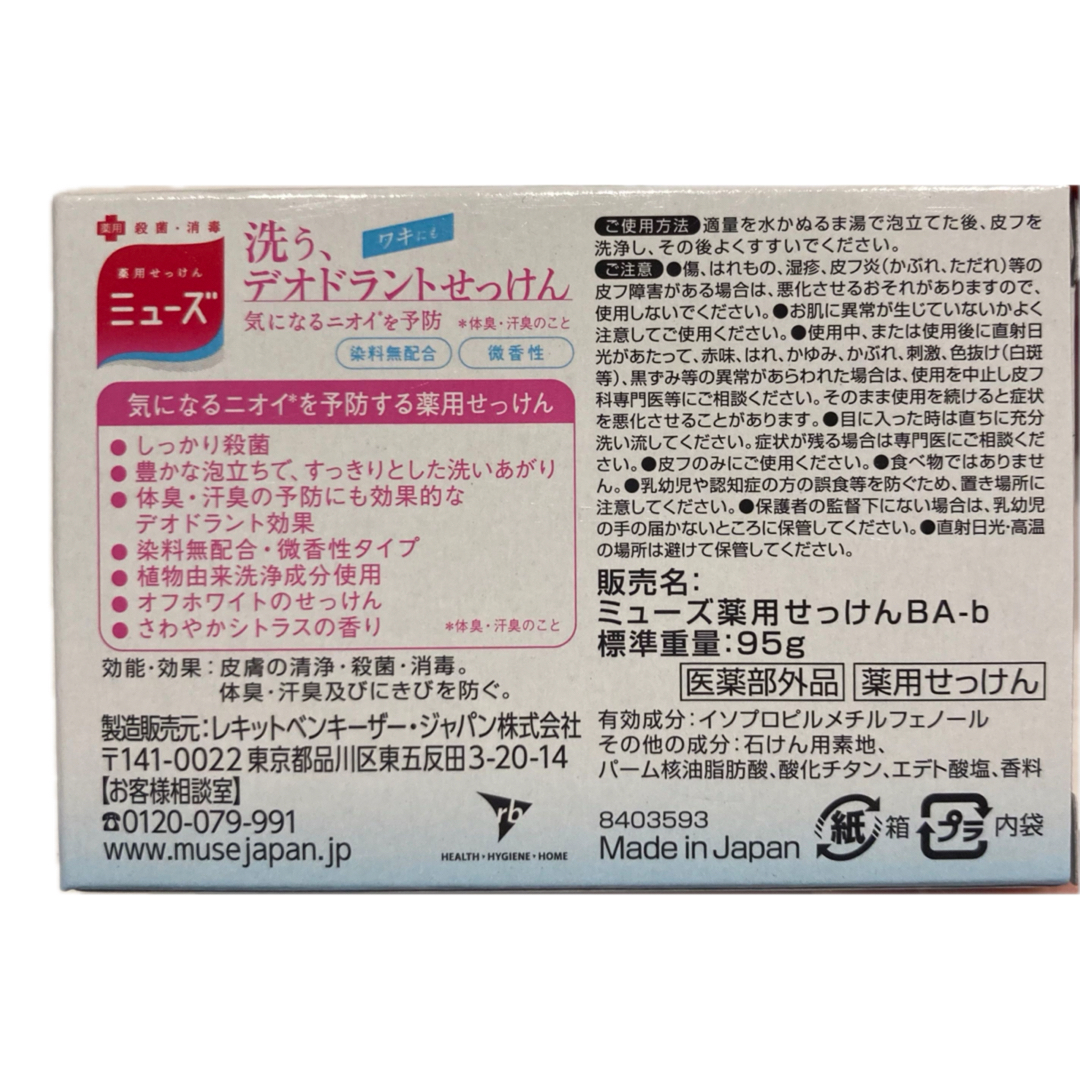 薬用 殺菌・消毒
薬用せっけん
ミューズ
洗う、
ワキにも
デオドラントせっけん
気になるニオイ*を予防 *体臭・汗臭のこと
染料無配合 微香性
気になるニオイ*を予防する薬用せっけん
●しっかり殺菌
●豊かな泡立ちで、すっきりとした洗いあがり
●体臭・汗臭の予防にも効果的な
デオドラント効果
●染料無配合・微香性タイプ
●植物由来洗浄成分使用
●オフホワイトのせっけん
●さわやかシトラスの香り *体臭・汗臭のこと
効能・効果：皮膚の清浄・殺菌・消毒。
体臭・汗臭及びにきびを防ぐ。
製造販売元：レキットベンキーザー・ジャパン株式会社
〒141-0022 東京都品川区東五反田3-20-14
【お客様相談室】
☎0120-079-991
www.musejapan.jp
rb
HEALTH・HYGIENE・HOME
ご使用方法 適量を水かぬるま湯で泡立てた後、皮フを
洗浄し、その後よくすすいでください。
ご注意 ●傷、はれもの、湿疹、皮フ炎(かぶれ、ただれ)等の
皮フ障害がある場合は、悪化させるおそれがありますので、
使用しないでください。●お肌に異常が生じていないかよく
注意してご使用ください。●使用中、または使用後に直射日
光があたって、赤味、はれ、かゆみ、かぶれ、刺激、色抜け(白斑
等)、黒ずみ等の異常があらわれた場合は、使用を中止し皮フ
科専門医等にご相談ください。そのまま使用を続けると症状
を悪化させることがあります。●目に入った時は直ちに充分
洗い流してください。症状が残る場合は専門医にご相談くだ
さい。●皮フのみにご使用ください。●食べ物ではありませ
ん。●乳幼児や認知症の方の誤食等を防ぐため、置き場所に
注意してください。●保護者の監督下にない場合は、乳幼児
の手の届かないところに保管してください。●直射日光・高温
の場所は避けて保管してください。
販売名：
ミューズ薬用せっけんBA-b
標準重量：95g
医薬部外品 薬用せっけん
有効成分：イソプロピルメチルフェノール
その他の成分：石けん用素地、
パーム核油脂肪酸、酸化チタン、エデト酸塩、香料
8403593
Made in Japan
紙 箱 プラ 内袋